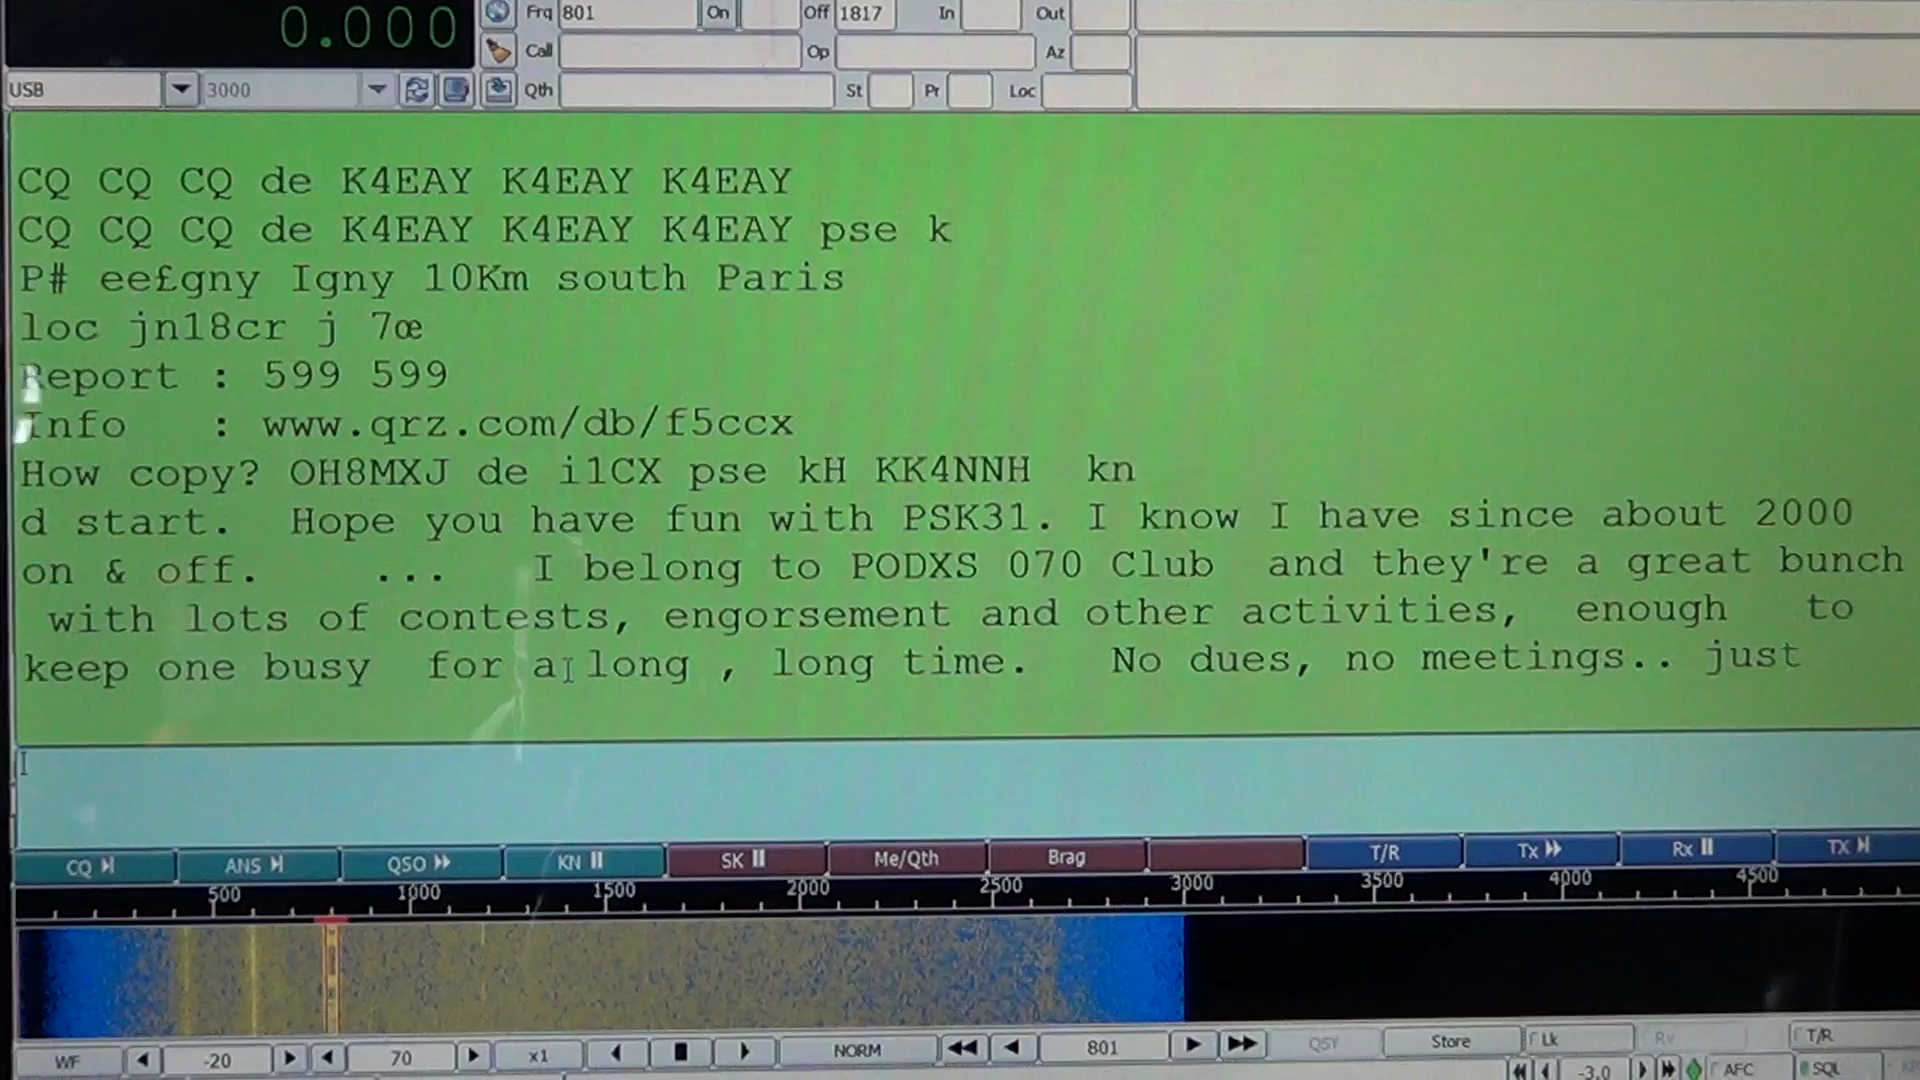 0.000
Frq 801 On Off 1817 In Out
Call Op Az
USB 3000 Qth St Pr Loc
CQ CQ CQ de K4EAY K4EAY K4EAY
CQ CQ CQ de K4EAY K4EAY K4EAY pse k
P# ee£gny Igny 10Km south Paris
loc jn18cr j 7œ
Report : 599 599
Info : www.qrz.com/db/f5ccx
How copy? OH8MXJ de i1CX pse kH KK4NNH kn
d start. Hope you have fun with PSK31. I know I have since about 2000
on & off. ... I belong to PODXS 070 Club and they're a great bunch
with lots of contests, engorsement and other activities, enough to
keep one busy for a long , long time. No dues, no meetings.. just
CQ ANS QSO KN SK Me/Qth Brag T/R Tx Rx TX
500 1000 1500 2000 2500 3000 3500 4000 4500
WF -20 70 x1 NORM 801 QSY Store Lk Rv T/R
-3.0 AFC SQL